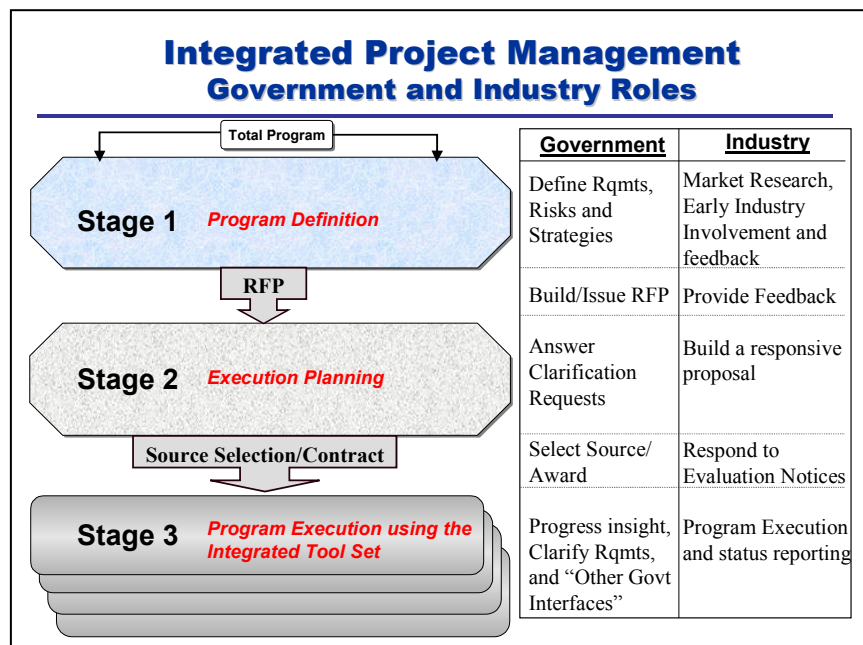 Integrated Project Management
Government and Industry Roles
Total Program
Stage 1
Program Definition
RFP
Stage 2
Execution Planning
Source Selection/Contract
Stage 3
Program Execution using the
Integrated Tool Set
Government
Industry
Define Rqmts,
Risks and
Strategies
Market Research,
Early Industry
Involvement and
feedback
Build/Issue RFP
Provide Feedback
Answer
Clarification
Requests
Build a responsive
proposal
Select Source/
Award
Respond to
Evaluation Notices
Progress insight,
Clarify Rqmts,
and “Other Govt
Interfaces”
Program Execution
and status reporting